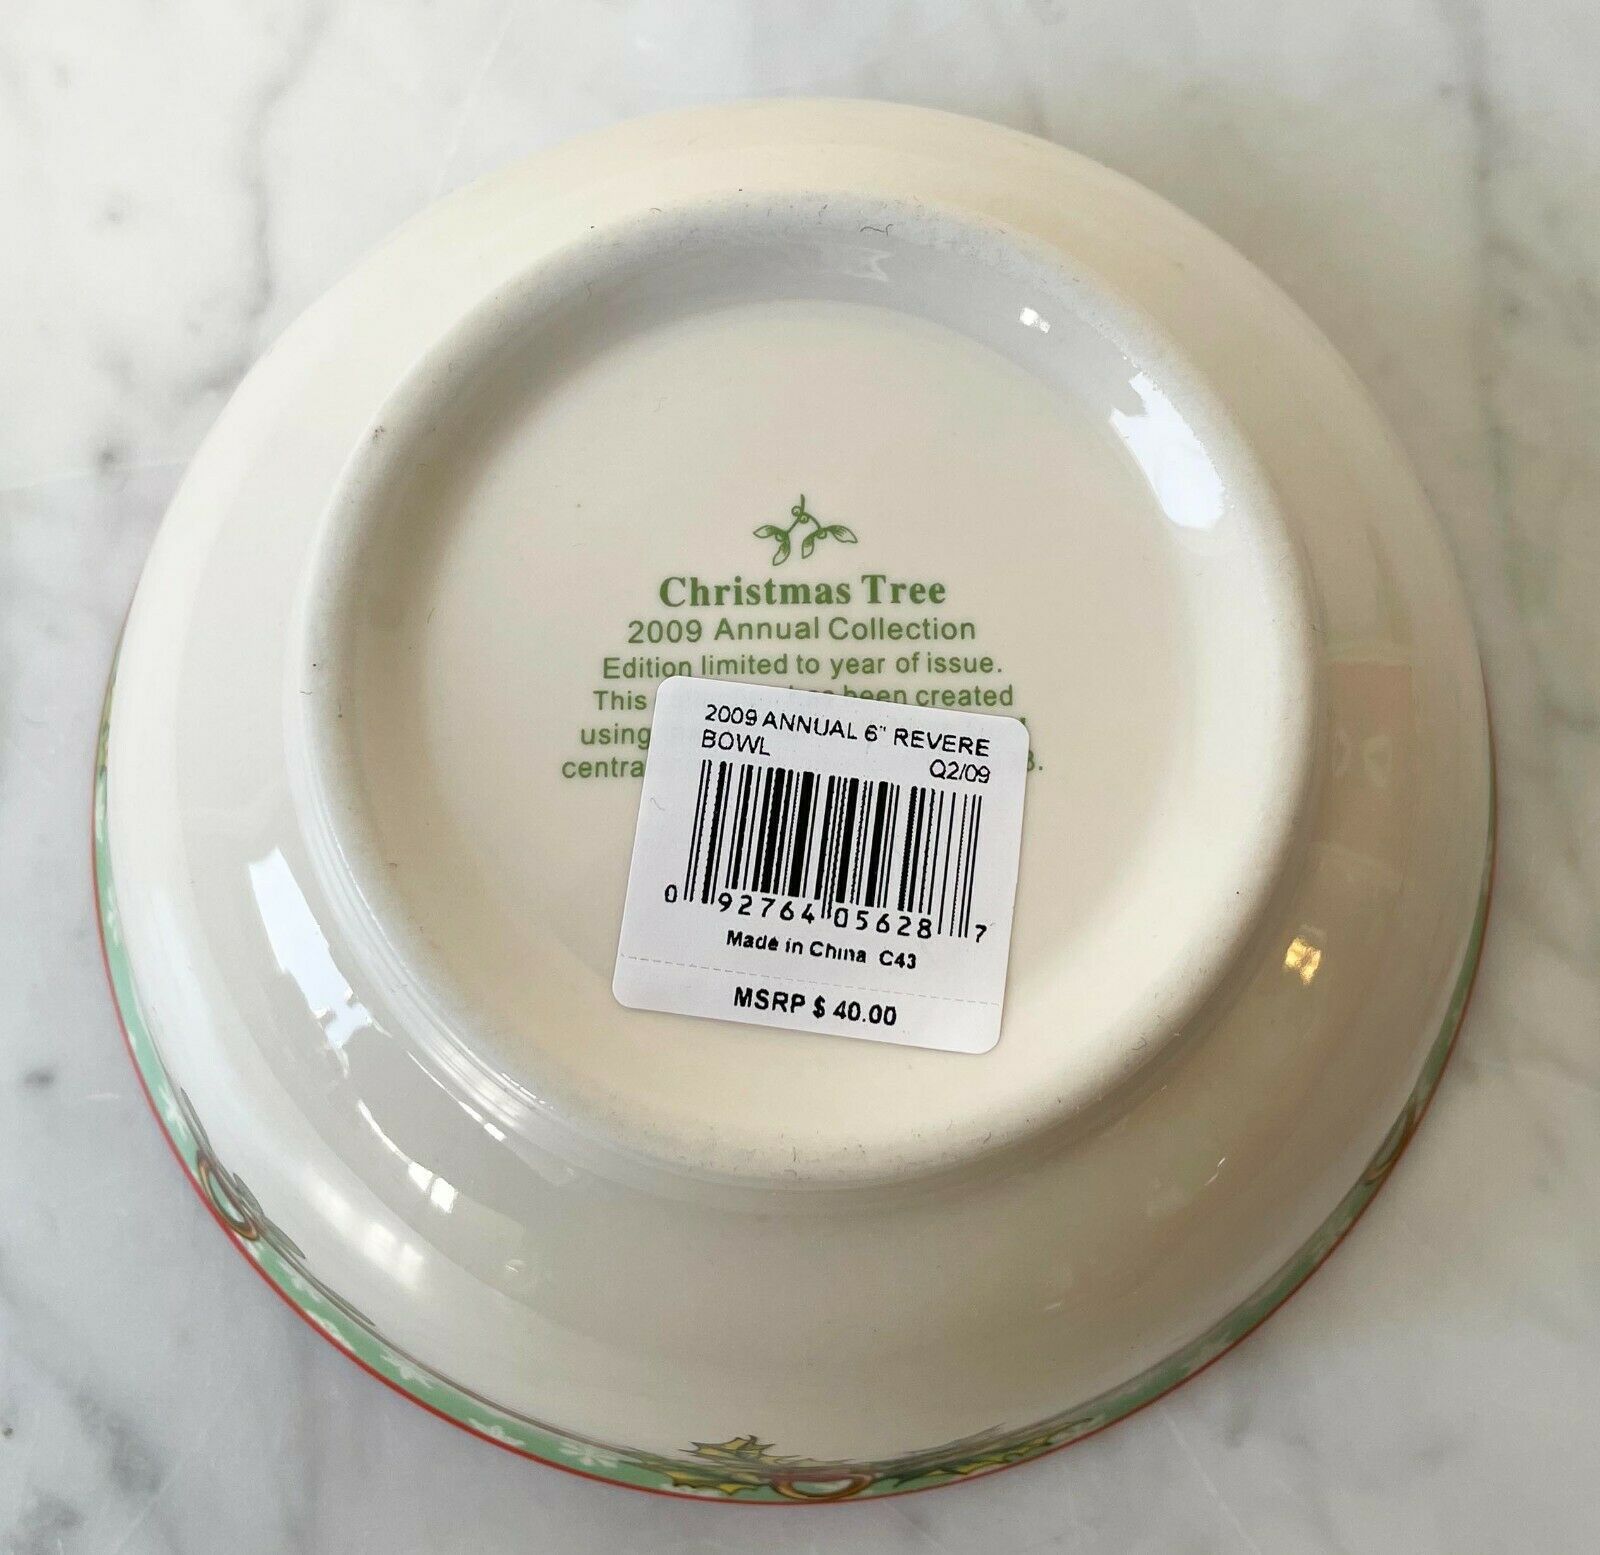 Christmas Tree
2009 Annual Collection
Edition limited to year of issue.
This been created
using
centra 8.
2009 ANNUAL 6" REVERE
BOWL
Q2/09
0 92764 05628 7
Made in China C43
MSRP $ 40.00